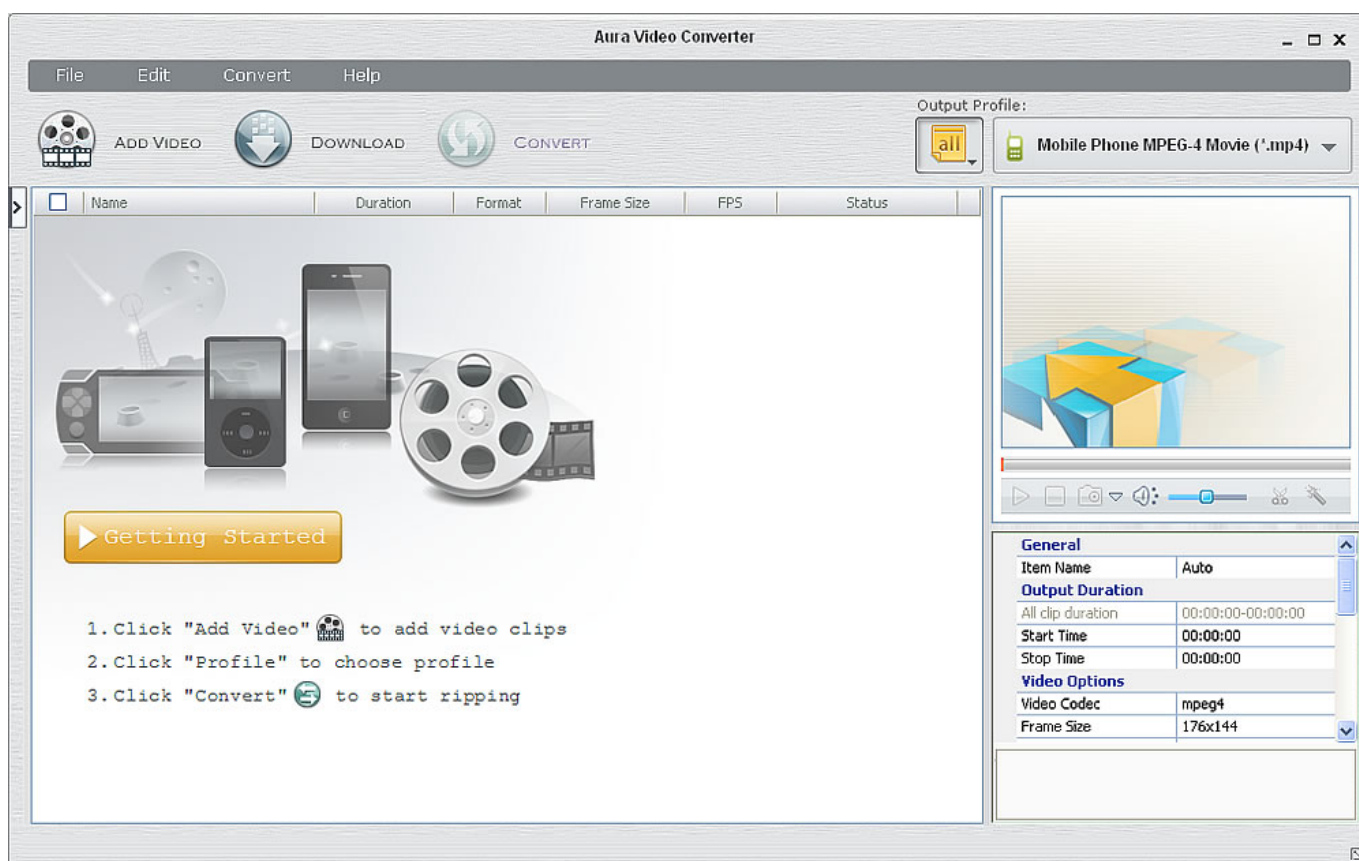 Aura Video Converter
File Edit Convert Help
Output Profile:
ADD VIDEO DOWNLOAD CONVERT all Mobile Phone MPEG-4 Movie (*.mp4)
Name Duration Format Frame Size FPS Status
Getting Started
1.Click "Add Video" to add video clips
2.Click "Profile" to choose profile
3.Click "Convert" to start ripping
General
Item Name Auto
Output Duration
All clip duration 00:00:00-00:00:00
Start Time 00:00:00
Stop Time 00:00:00
Video Options
Video Codec mpeg4
Frame Size 176x144